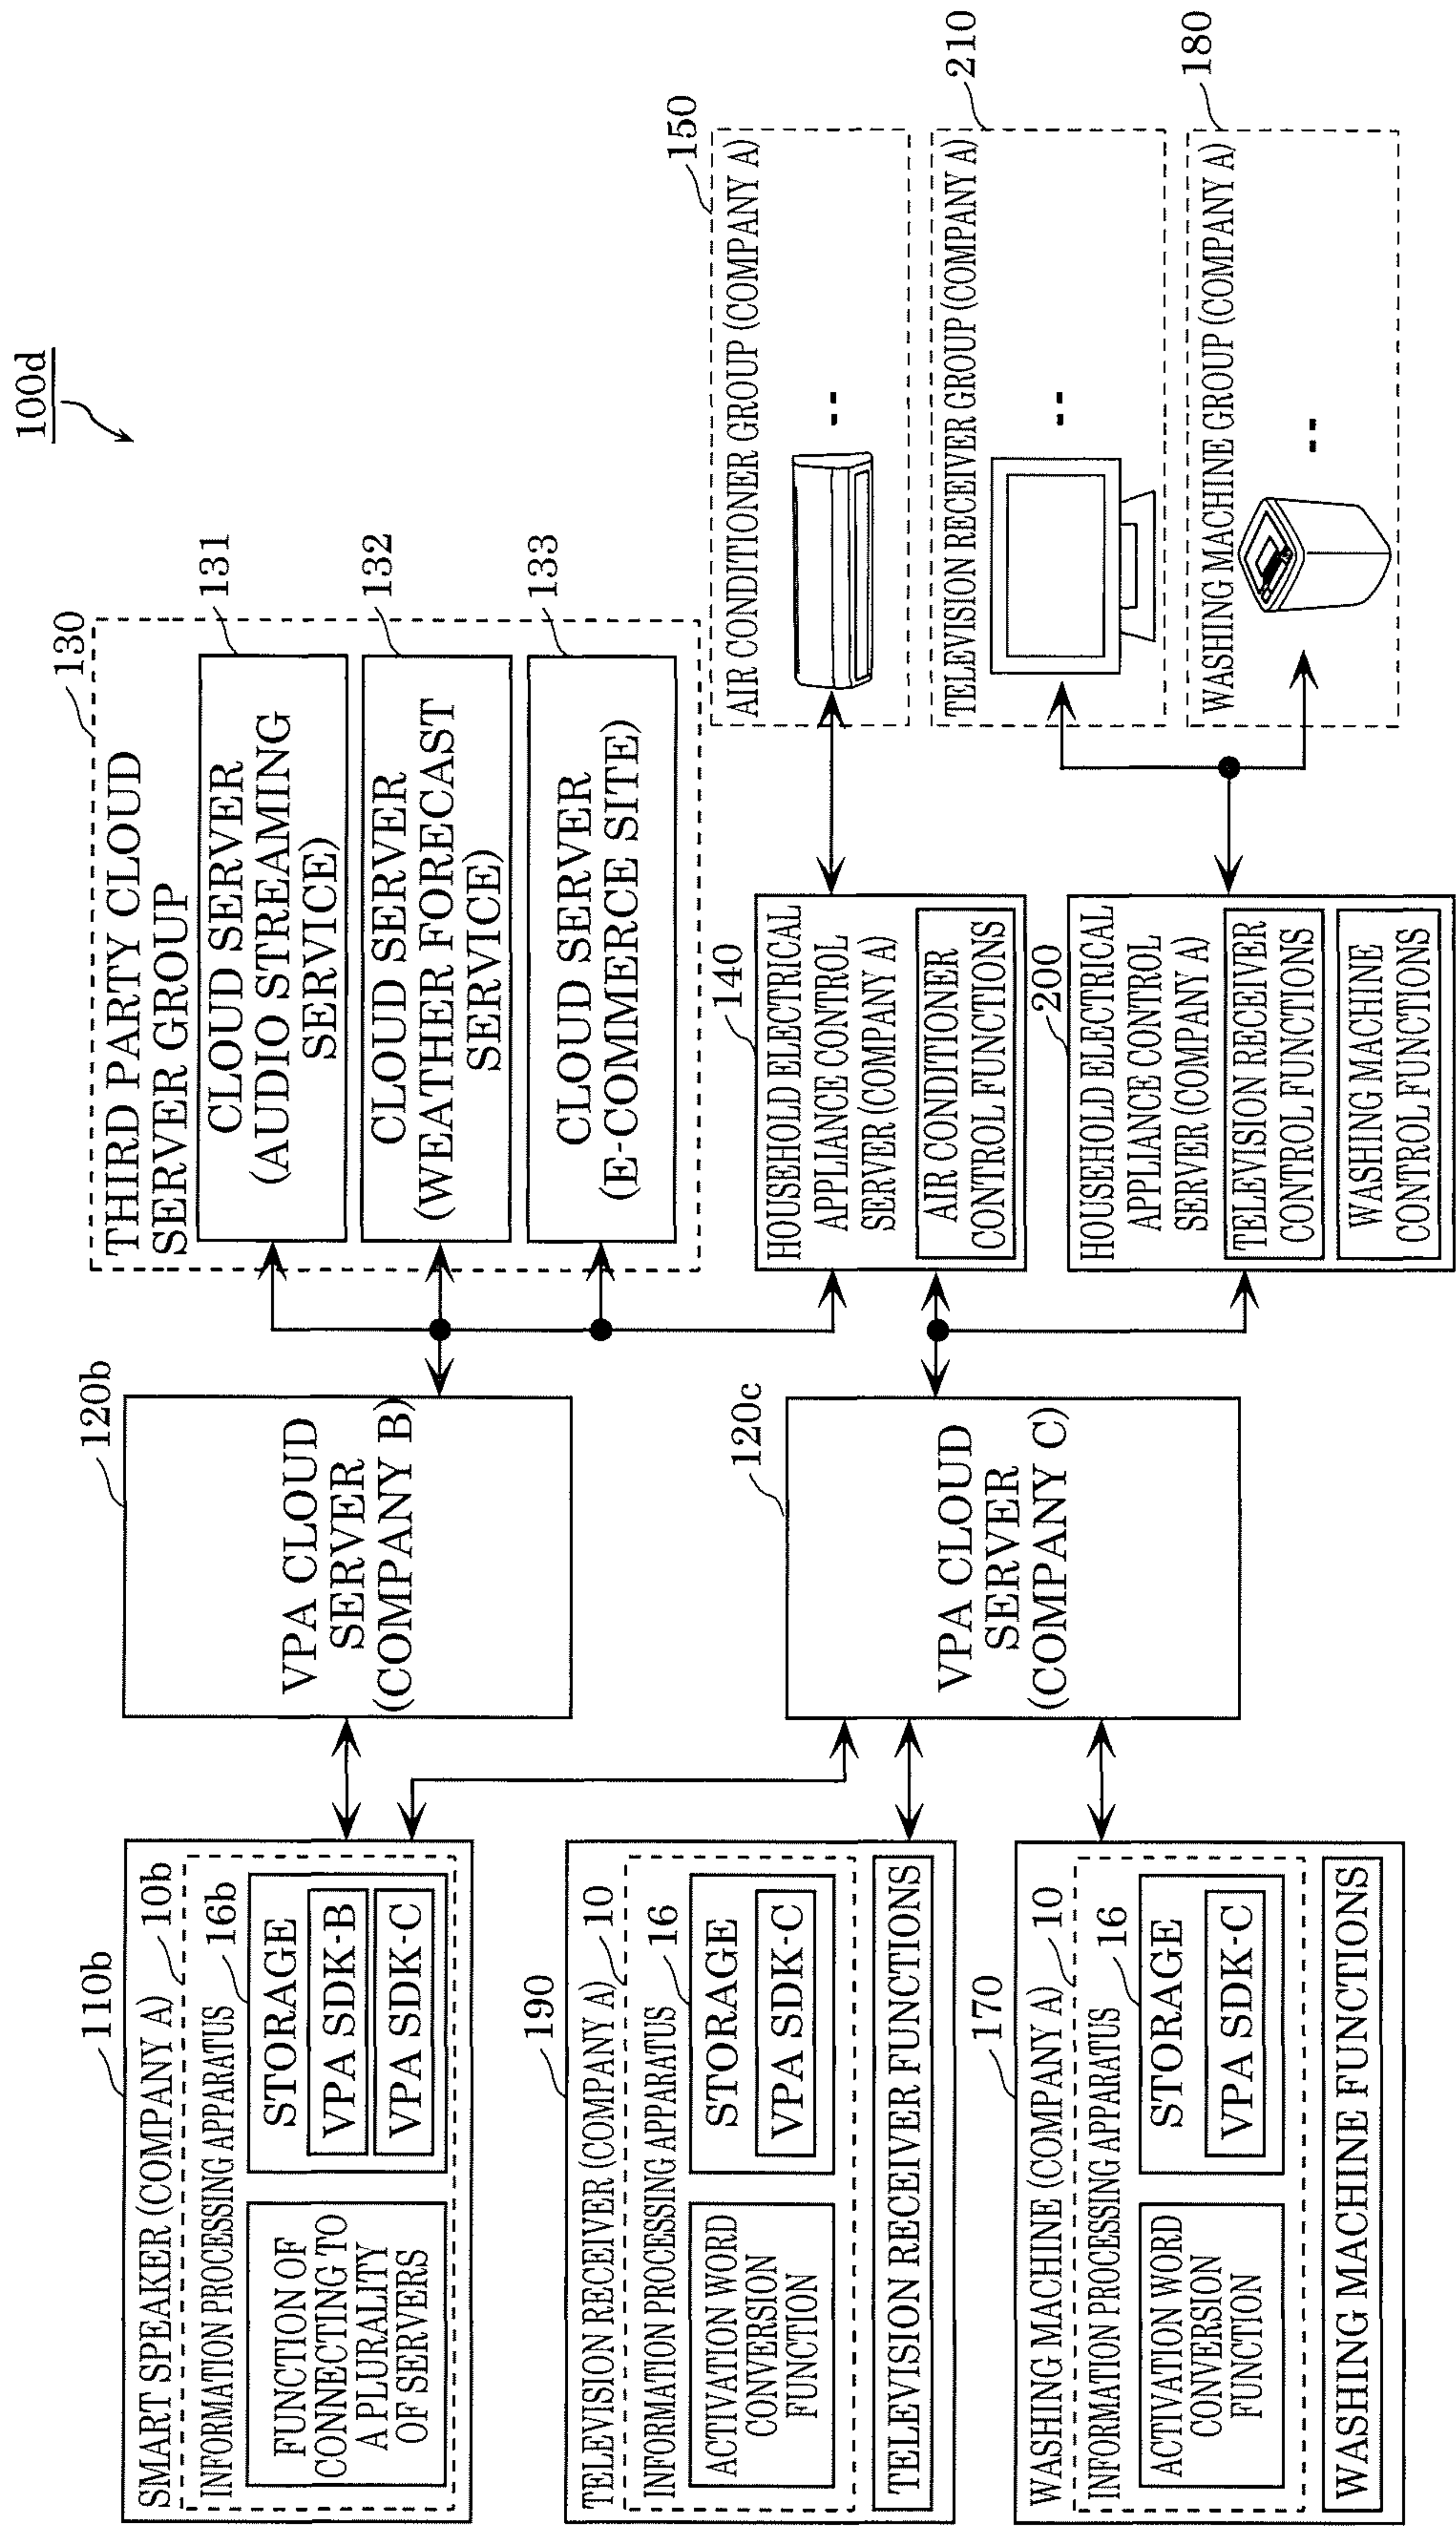 100d
110b
SMART SPEAKER (COMPANY A)
10b
INFORMATION PROCESSING APPARATUS
16b
FUNCTION OF
CONNECTING TO
A PLURALITY
OF SERVERS
STORAGE
VPA SDK-B
VPA SDK-C
190
TELEVISION RECEIVER (COMPANY A)
10
INFORMATION PROCESSING APPARATUS
16
ACTIVATION WORD
CONVERSION
FUNCTION
STORAGE
VPA SDK-C
TELEVISION RECEIVER FUNCTIONS
170
WASHING MACHINE (COMPANY A)
10
INFORMATION PROCESSING APPARATUS
16
ACTIVATION WORD
CONVERSION
FUNCTION
STORAGE
VPA SDK-C
WASHING MACHINE FUNCTIONS
120b
VPA CLOUD
SERVER
(COMPANY B)
120c
VPA CLOUD
SERVER
(COMPANY C)
130
THIRD PARTY CLOUD
SERVER GROUP
131
CLOUD SERVER
(AUDIO STREAMING
SERVICE)
132
CLOUD SERVER
(WEATHER FORECAST
SERVICE)
133
CLOUD SERVER
(E-COMMERCE SITE)
140
HOUSEHOLD ELECTRICAL
APPLIANCE CONTROL
SERVER (COMPANY A)
AIR CONDITIONER
CONTROL FUNCTIONS
200
HOUSEHOLD ELECTRICAL
APPLIANCE CONTROL
SERVER (COMPANY A)
TELEVISION RECEIVER
CONTROL FUNCTIONS
WASHING MACHINE
CONTROL FUNCTIONS
150
AIR CONDITIONER GROUP (COMPANY A)
210
TELEVISION RECEIVER GROUP (COMPANY A)
180
WASHING MACHINE GROUP (COMPANY A)